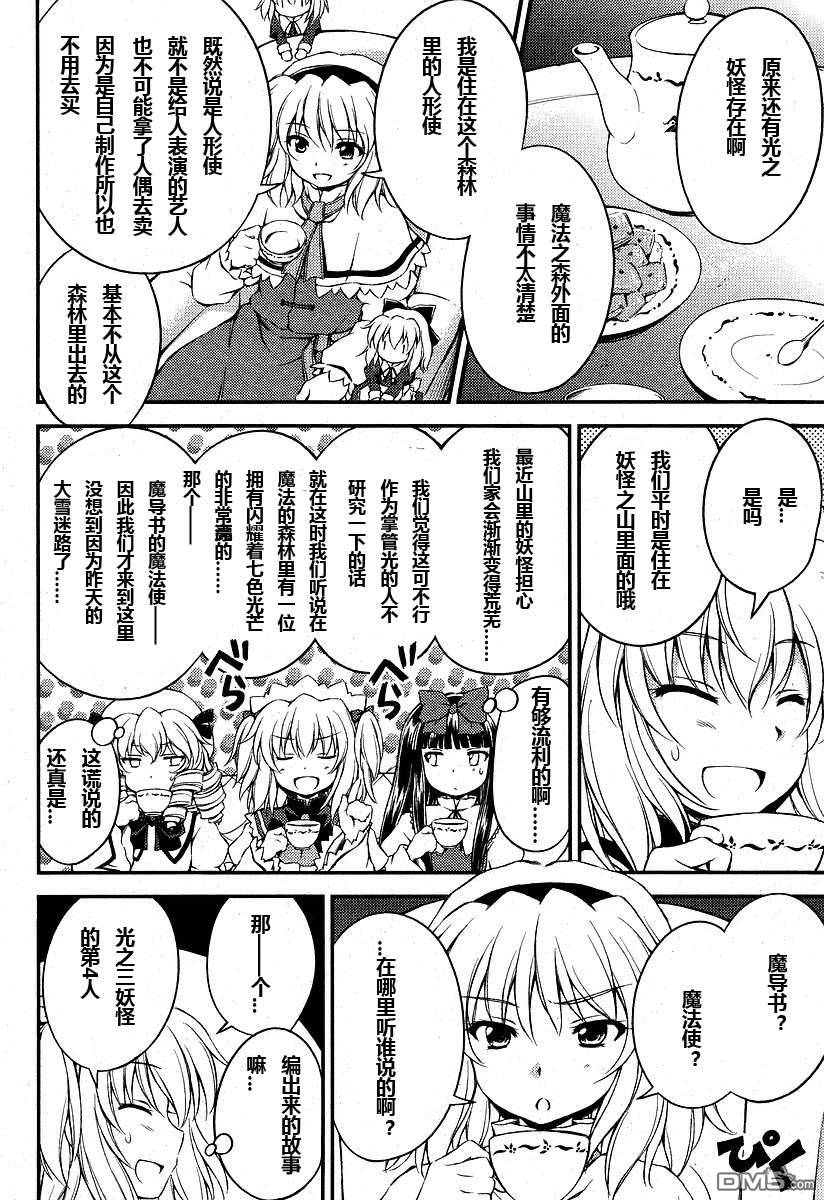 原来还有光之
妖怪存在啊
魔法之森外面的
事情不太清楚
我是住在这个森林
里的人形使
既然说是人形使
就不是给人表演的艺人
也不可能拿了人偶去卖
因为是自己制作所以也
不用去买
基本不从这个
森林里出去的
是…
是吗
我们平时是住在
妖怪之山里面的哦
最近山里的妖怪担心
我们家会渐渐变得荒芜
无……
我们觉得这可不行
作为掌管光的人不
研究一下的话
就在这时我们听说在
魔法的森林里有一位
拥有闪耀着七色光芒
的非常厲的…
那个——
魔导书的魔法使——
因此我们才来到这里
没想到因为昨天的
大雪迷路了……
べら
べら
有够流利的啊……
这谎说的
还真是…
魔导书？
魔法使？
…在哪里听谁说的啊？
ぴく
那——个…
光之三妖怪
的第4人
编出来的故事
嘛…
DM5.com